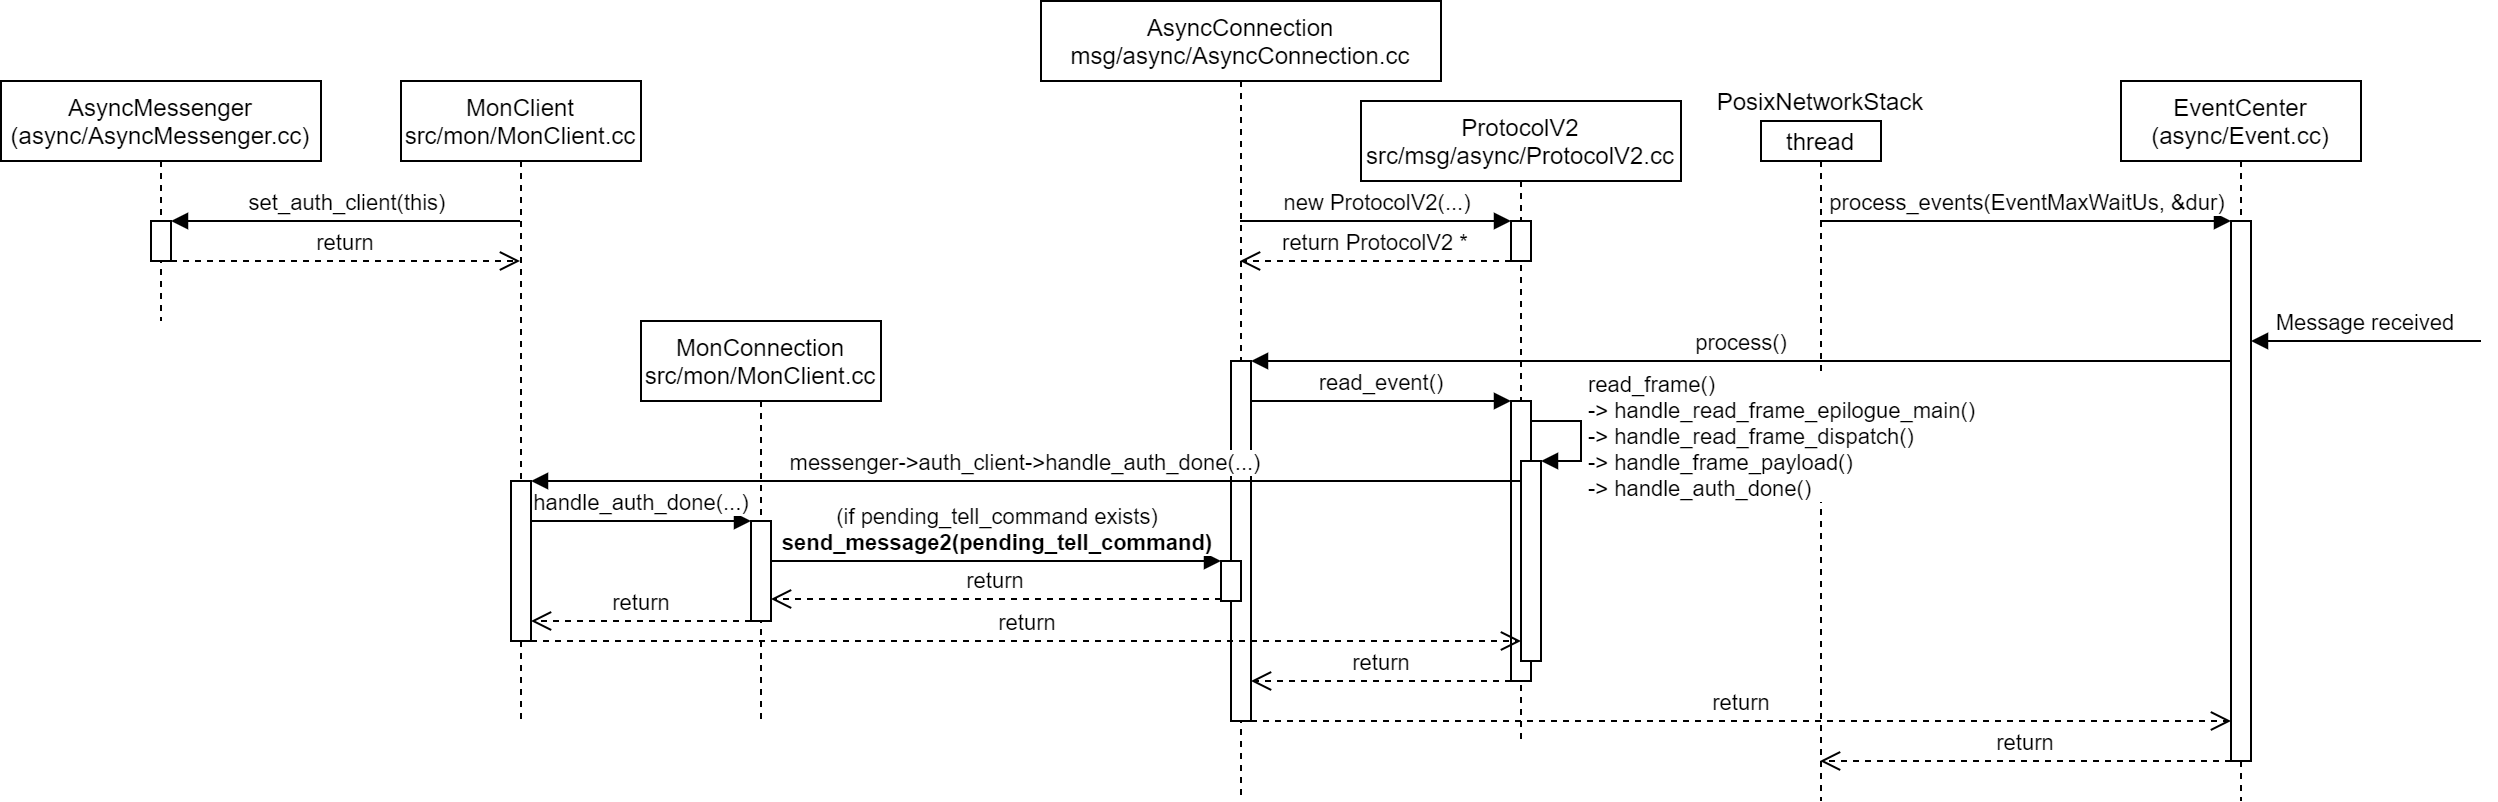 AsyncConnection
msg/async/AsyncConnection.cc
AsyncMessenger
(async/AsyncMessenger.cc)
MonClient
src/mon/MonClient.cc
ProtocolV2
src/msg/async/ProtocolV2.cc
PosixNetworkStack
thread
EventCenter
(async/Event.cc)
set_auth_client(this)
return
new ProtocolV2(...)
return ProtocolV2 *
process_events(EventMaxWaitUs, &dur)
Message received
MonConnection
src/mon/MonClient.cc
process()
read_event()
read_frame()
-> handle_read_frame_epilogue_main()
-> handle_read_frame_dispatch()
-> handle_frame_payload()
-> handle_auth_done()
messenger->auth_client->handle_auth_done(...)
handle_auth_done(...)
(if pending_tell_command exists)
send_message2(pending_tell_command)
return
return
return
return
return
return